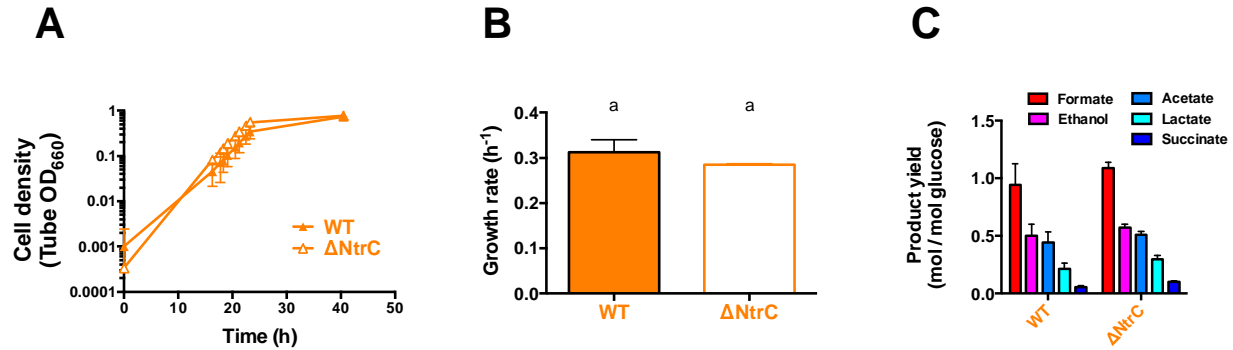 A
Cell density
(Tube OD660)
1
0.1
0.01
0.001
0.0001
0
10
20
30
40
50
Time (h)
WT
ΔNtrC
B
a
a
Growth rate (h-1)
0.4
0.3
0.2
0.1
0.0
WT
ΔNtrC
C
Formate
Acetate
Ethanol
Lactate
Succinate
Product yield
(mol / mol glucose)
1.5
1.0
0.5
0.0
WT
ΔNtrC